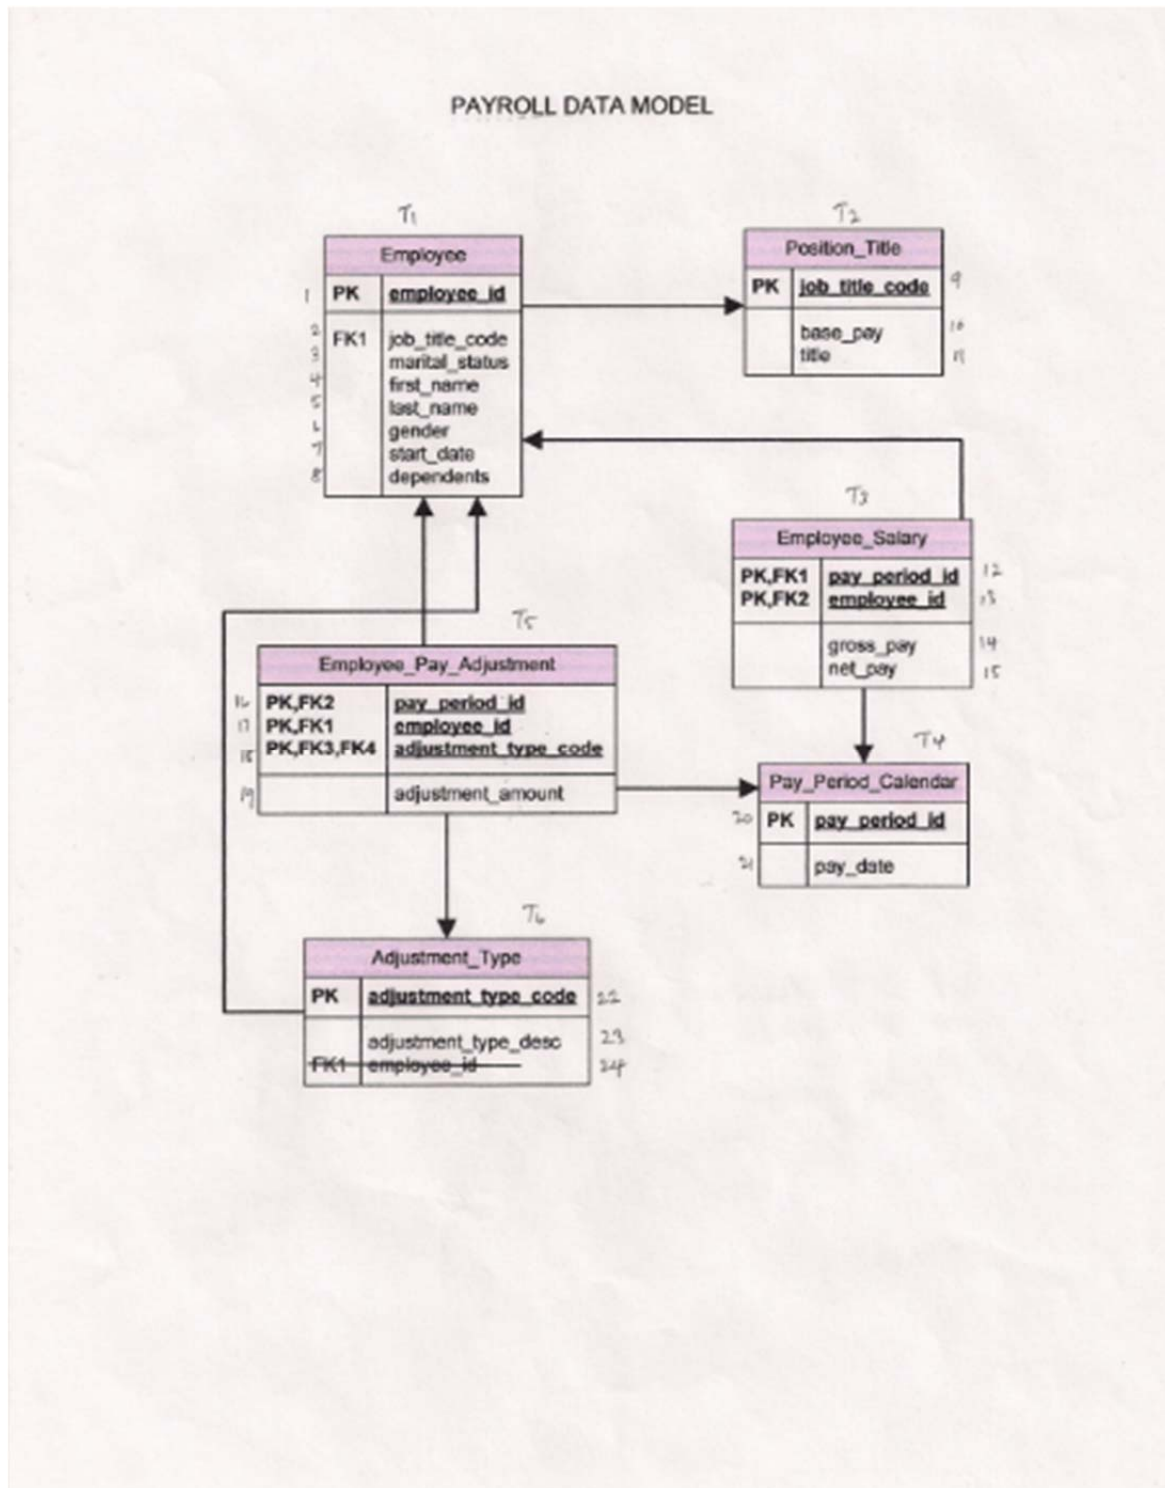 PAYROLL DATA MODEL
T1
Employee
1 PK employee_id
2 FK1 job_title_code
3 marital_status
4 first_name
5 last_name
6 gender
7 start_date
8 dependents
T2
Position_Title
PK job_title_code 9
base_pay 10
title 11
T3
Employee_Salary
PK,FK1 pay_period_id 12
PK,FK2 employee_id 13
gross_pay 14
net_pay 15
T5
Employee_Pay_Adjustment
16 PK,FK2 pay_period_id
17 PK,FK1 employee_id
18 PK,FK3,FK4 adjustment_type_code
19 adjustment_amount
T4
Pay_Period_Calendar
20 PK pay_period_id
21 pay_date
T6
Adjustment_Type
PK adjustment_type_code 22
adjustment_type_desc 23
FK1 employee_id 24